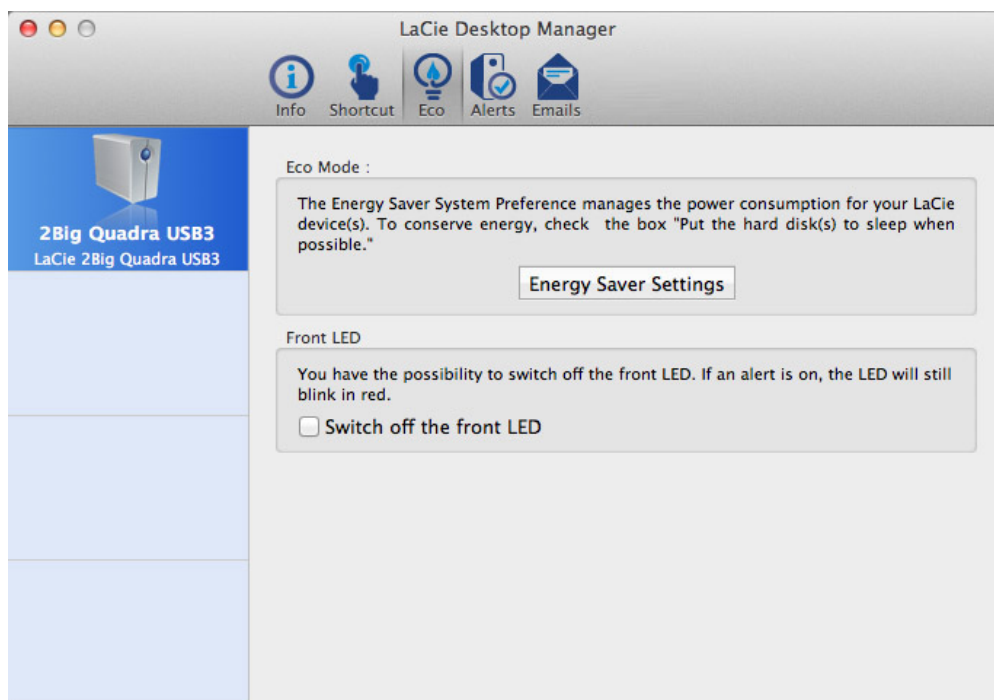 LaCie Desktop Manager
Info
Shortcut
Eco
Alerts
Emails
2Big Quadra USB3
LaCie 2Big Quadra USB3
Eco Mode :
The Energy Saver System Preference manages the power consumption for your LaCie
device(s). To conserve energy, check the box "Put the hard disk(s) to sleep when
possible."
Energy Saver Settings
Front LED
You have the possibility to switch off the front LED. If an alert is on, the LED will still
blink in red.
Switch off the front LED